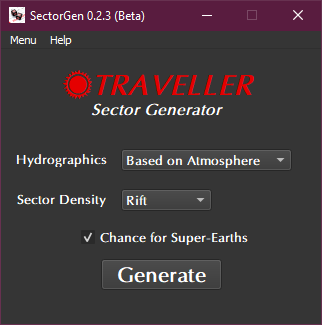 SectorGen 0.2.3 (Beta)
Menu Help
TRAVELLER
Sector Generator
Hydrographics Based on Atmosphere
Sector Density Rift
Chance for Super-Earths
Generate